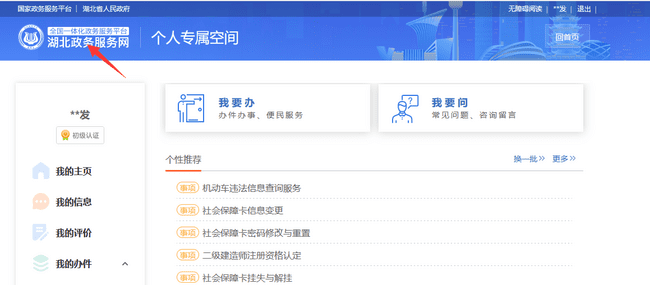 国家政务服务平台 | 湖北省人民政府
无障碍阅读 | **发 | 退出 |
全国一体化政务服务平台
湖北政务服务网
个人专属空间
回首页
**发
初级认证
我的主页
我的信息
我的评价
我的办件
我要办
办件办事、便民服务
我要问
常见问题、咨询留言
个性推荐
换一批>>
更多>>
事项 机动车违法信息查询服务
事项 社会保障卡信息变更
事项 社会保障卡密码修改与重置
事项 二级建造师注册资格认定
事项 社会保障卡挂失与解挂